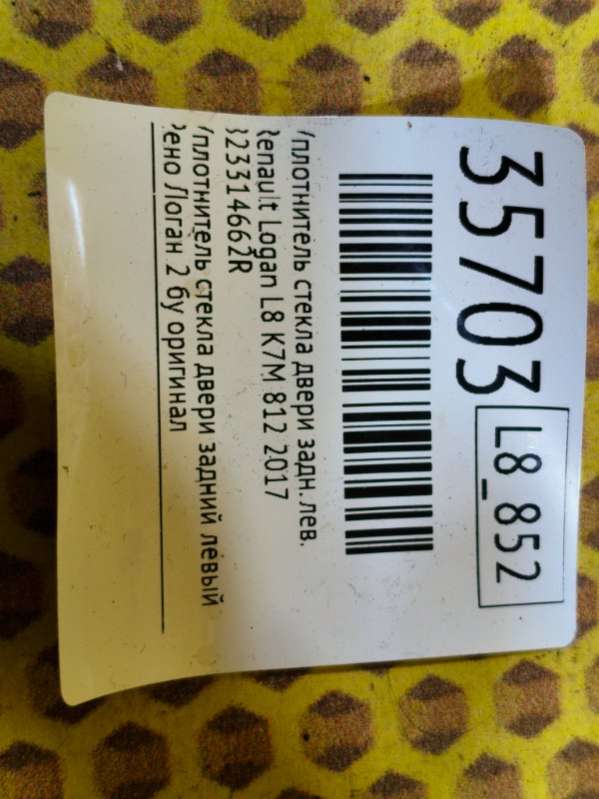 35703
L8_852
Уплотнитель стекла двери задн. лев.
Renault Logan L8 K7M 812 2017
823314662R
Уплотнитель стекла двери задний левый
Рено Логан 2 бу оригинал